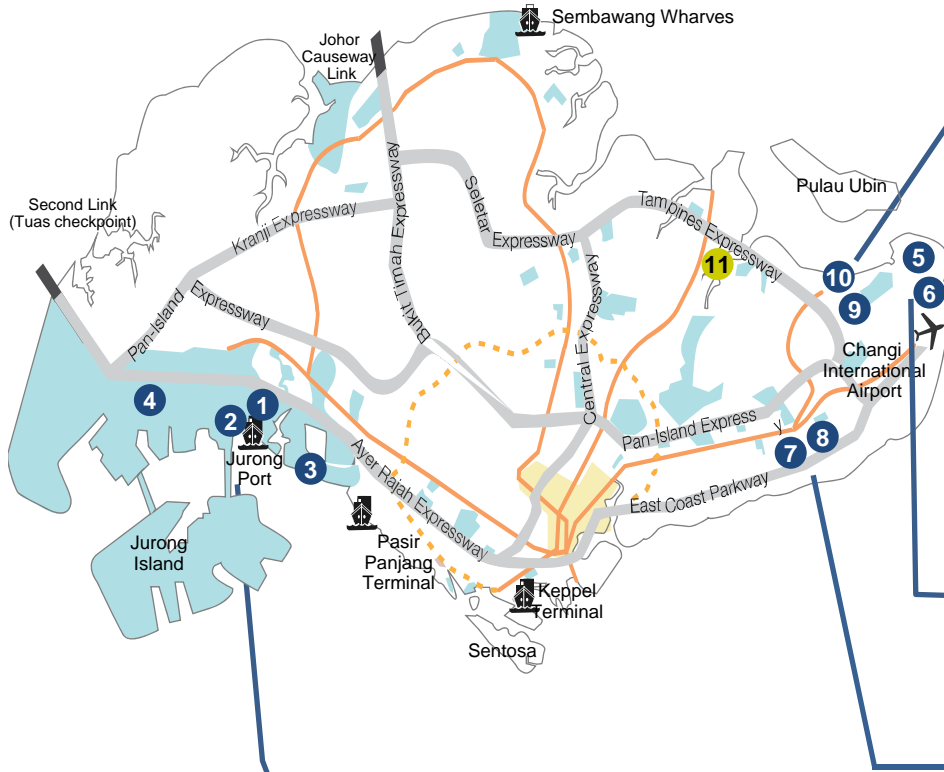 Sembawang Wharves
Johor
Causeway
Link
Pulau Ubin
Second Link
(Tuas checkpoint)
Kranji Expressway
Bukit Timah Expressway
Seletar
Expressway
Tampines Expressway
11
10
9
5
6
Pan-Island
Expressway
Central Expressway
Changi
International
Airport
4
1
2
Jurong
Port
3
Pan-Island Express
y
7
8
Ayer Rajah Expressway
East Coast Parkway
Jurong
Island
Pasir
Panjang
Terminal
Keppel
Terminal
Sentosa